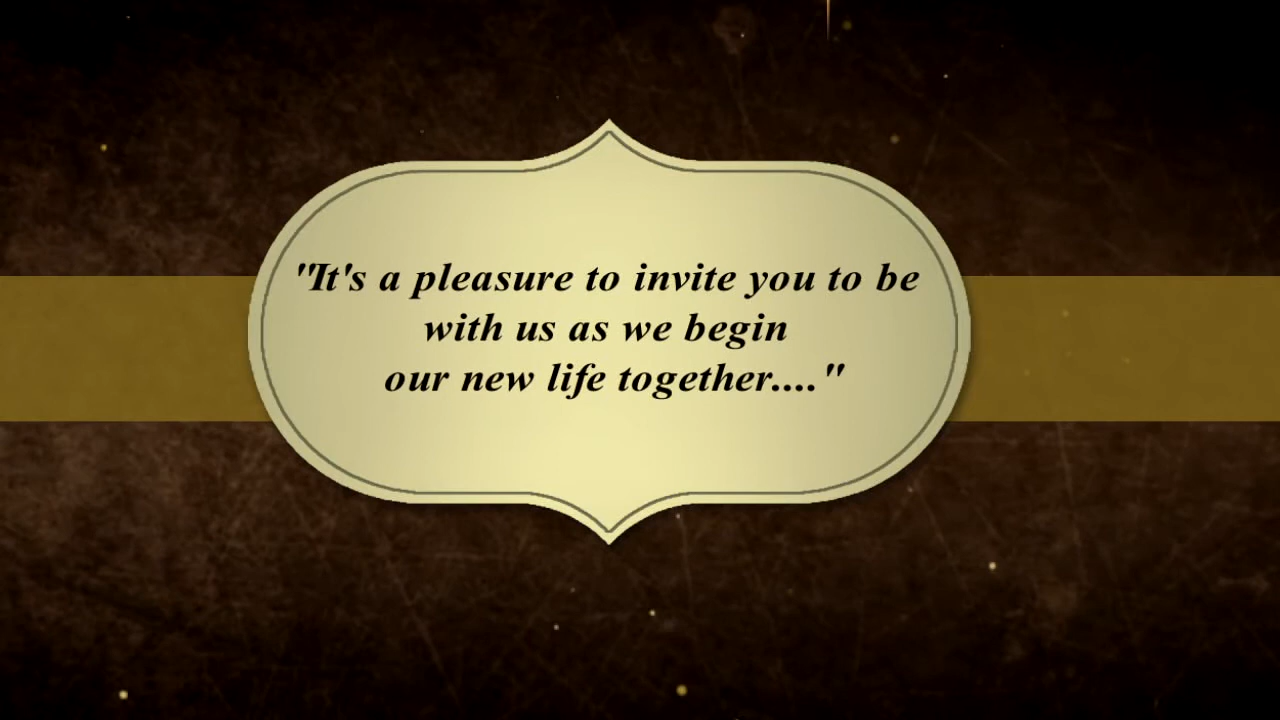 "It's a pleasure to invite you to be
with us as we begin
our new life together...."